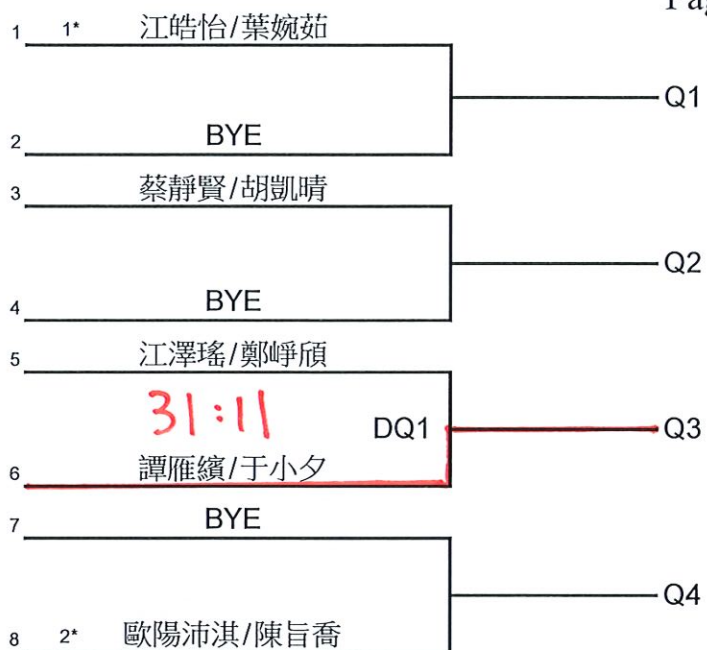 1 1* 江皓怡/葉婉茹
Q1
2 BYE
3 蔡靜賢/胡凱晴
Q2
4 BYE
5 江澤瑤/鄭崢頎
31:11 DQ1 Q3
6 譚雁繽/于小夕
7 BYE
Q4
8 2* 歐陽沛淇/陳旨喬